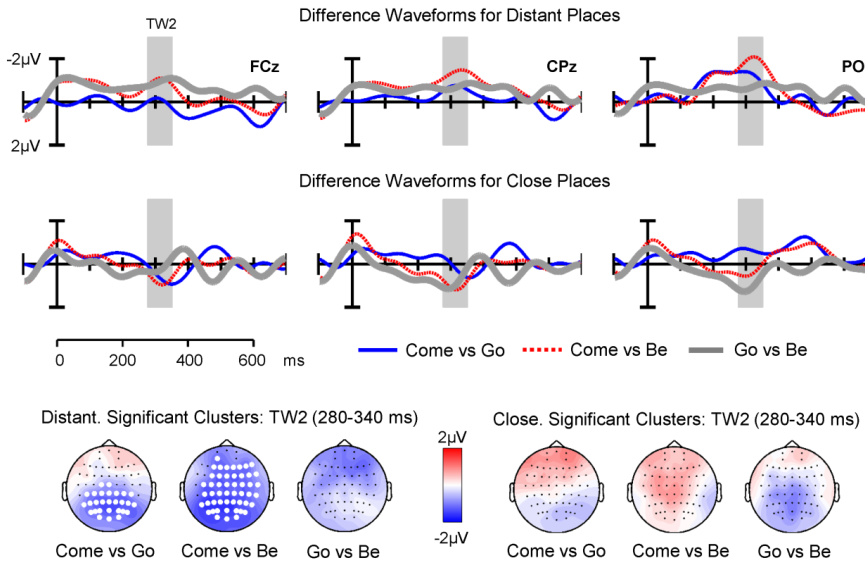 Difference Waveforms for Distant Places
TW2
-2µV
FCz
CPz
PO
2µV
Difference Waveforms for Close Places
0 200 400 600 ms
Come vs Go Come vs Be Go vs Be
Distant. Significant Clusters: TW2 (280-340 ms)
Close. Significant Clusters: TW2 (280-340 ms)
2µV
-2µV
Come vs Go Come vs Be Go vs Be
Come vs Go Come vs Be Go vs Be